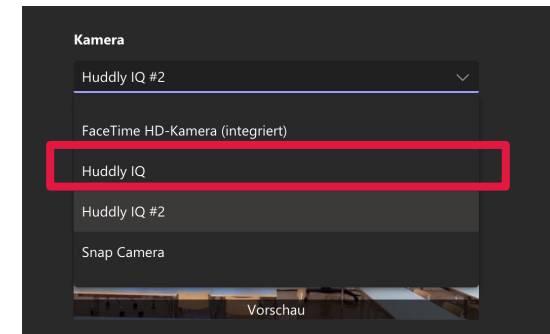 Kamera
Huddly IQ #2
FaceTime HD-Kamera (integriert)
Huddly IQ
Huddly IQ #2
Snap Camera
Vorschau